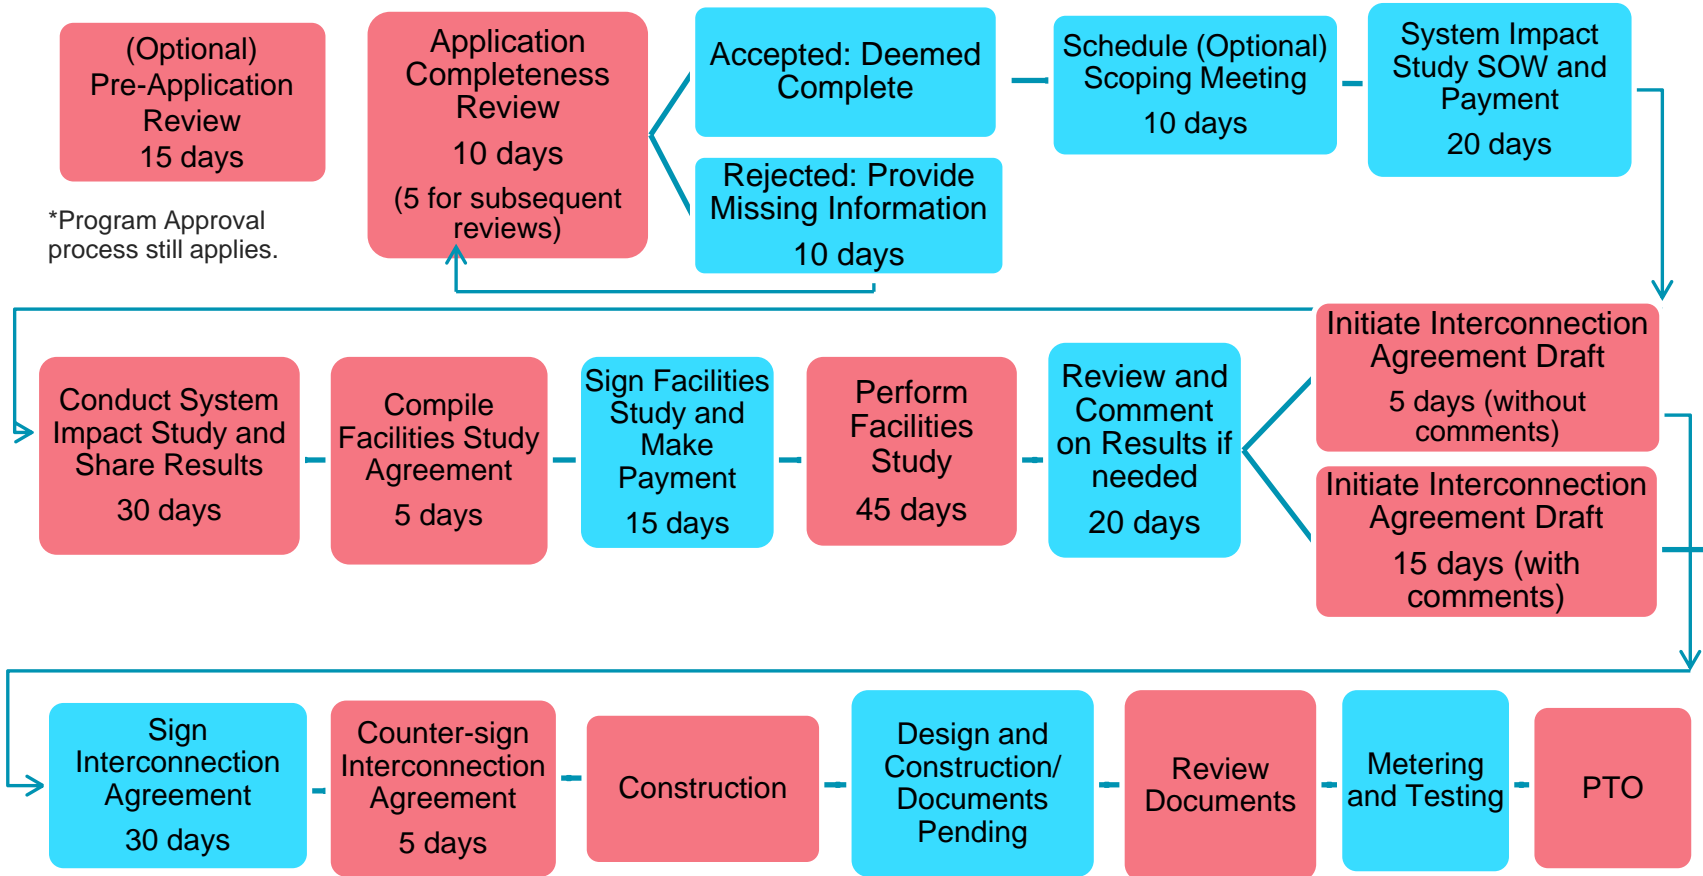 (Optional)
Pre-Application
Review
15 days
*Program Approval
process still applies.
Application
Completeness
Review
10 days
(5 for subsequent
reviews)
Accepted: Deemed
Complete
Rejected: Provide
Missing Information
10 days
Schedule (Optional)
Scoping Meeting
10 days
System Impact
Study SOW and
Payment
20 days
Conduct System
Impact Study and
Share Results
30 days
Compile
Facilities Study
Agreement
5 days
Sign Facilities
Study and
Make
Payment
15 days
Perform
Facilities
Study
45 days
Review and
Comment
on Results if
needed
20 days
Initiate Interconnection
Agreement Draft
5 days (without
comments)
Initiate Interconnection
Agreement Draft
15 days (with
comments)
Sign
Interconnection
Agreement
30 days
Counter-sign
Interconnection
Agreement
5 days
Construction
Design and
Construction/
Documents
Pending
Review
Documents
Metering
and Testing
PTO